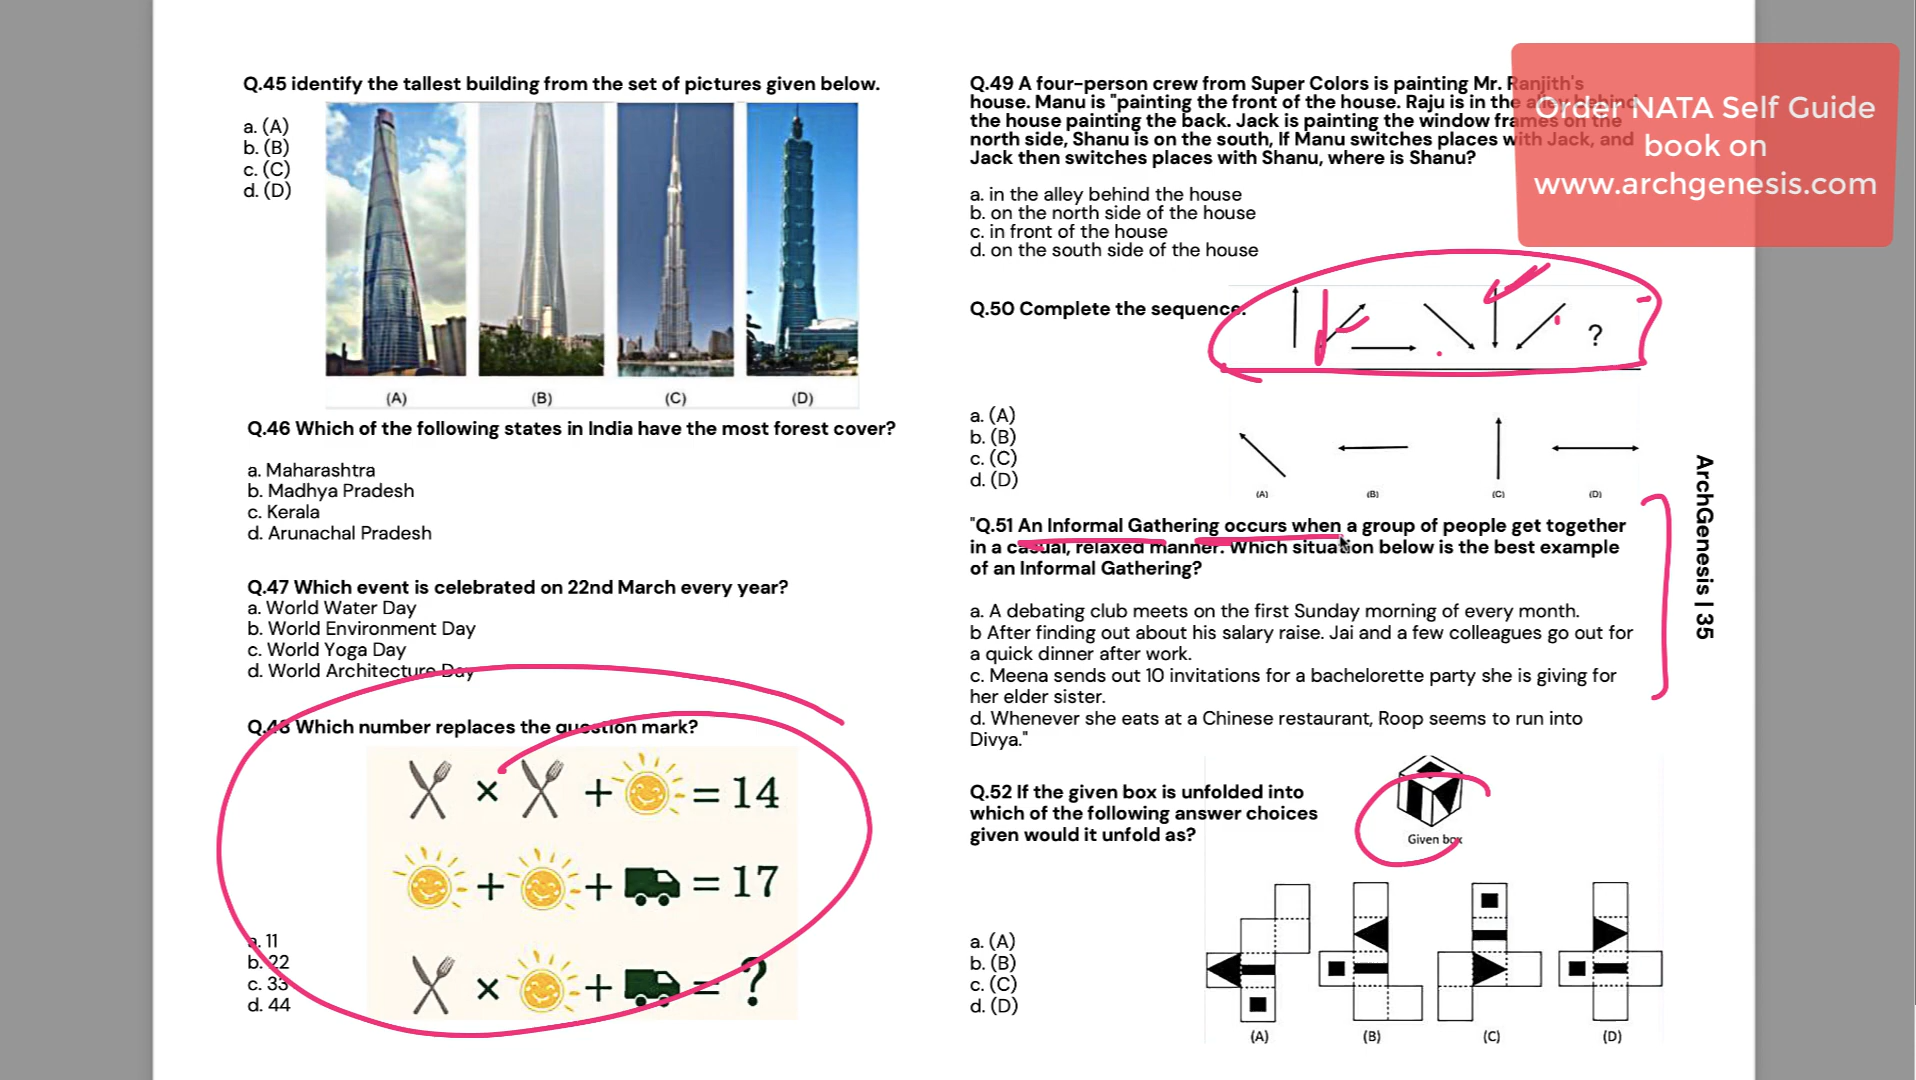 Q.45 identify the tallest building from the set of pictures given below.
a. (A)
b. (B)
c. (C)
d. (D)
(A) (B) (C) (D)
Q.46 Which of the following states in India have the most forest cover?
a. Maharashtra
b. Madhya Pradesh
c. Kerala
d. Arunachal Pradesh
Q.47 Which event is celebrated on 22nd March every year?
a. World Water Day
b. World Environment Day
c. World Yoga Day
d. World Architecture Day
Q.48 Which number replaces the question mark?
× + = 14
+ + = 17
× + = ?
a. 11
b. 22
c. 33
d. 44
Q.49 A four-person crew from Super Colors is painting Mr. Ranjith's
house. Manu is "painting the front of the house. Raju is in the alley behind
the house painting the back. Jack is painting the window frames on the
north side, Shanu is on the south, If Manu switches places with Jack, and
Jack then switches places with Shanu, where is Shanu?
a. in the alley behind the house
b. on the north side of the house
c. in front of the house
d. on the south side of the house
Q.50 Complete the sequence.
?
a. (A)
b. (B)
c. (C)
d. (D)
(A) (B) (C) (D)
"Q.51 An Informal Gathering occurs when a group of people get together
in a casual, relaxed manner. Which situation below is the best example
of an Informal Gathering?
a. A debating club meets on the first Sunday morning of every month.
b After finding out about his salary raise. Jai and a few colleagues go out for
a quick dinner after work.
c. Meena sends out 10 invitations for a bachelorette party she is giving for
her elder sister.
d. Whenever she eats at a Chinese restaurant, Roop seems to run into
Divya."
Q.52 If the given box is unfolded into
which of the following answer choices
given would it unfold as?
Given box
a. (A)
b. (B)
c. (C)
d. (D)
(A) (B) (C) (D)
ArchGenesis | 35
Order NATA Self Guide
book on
www.archgenesis.com